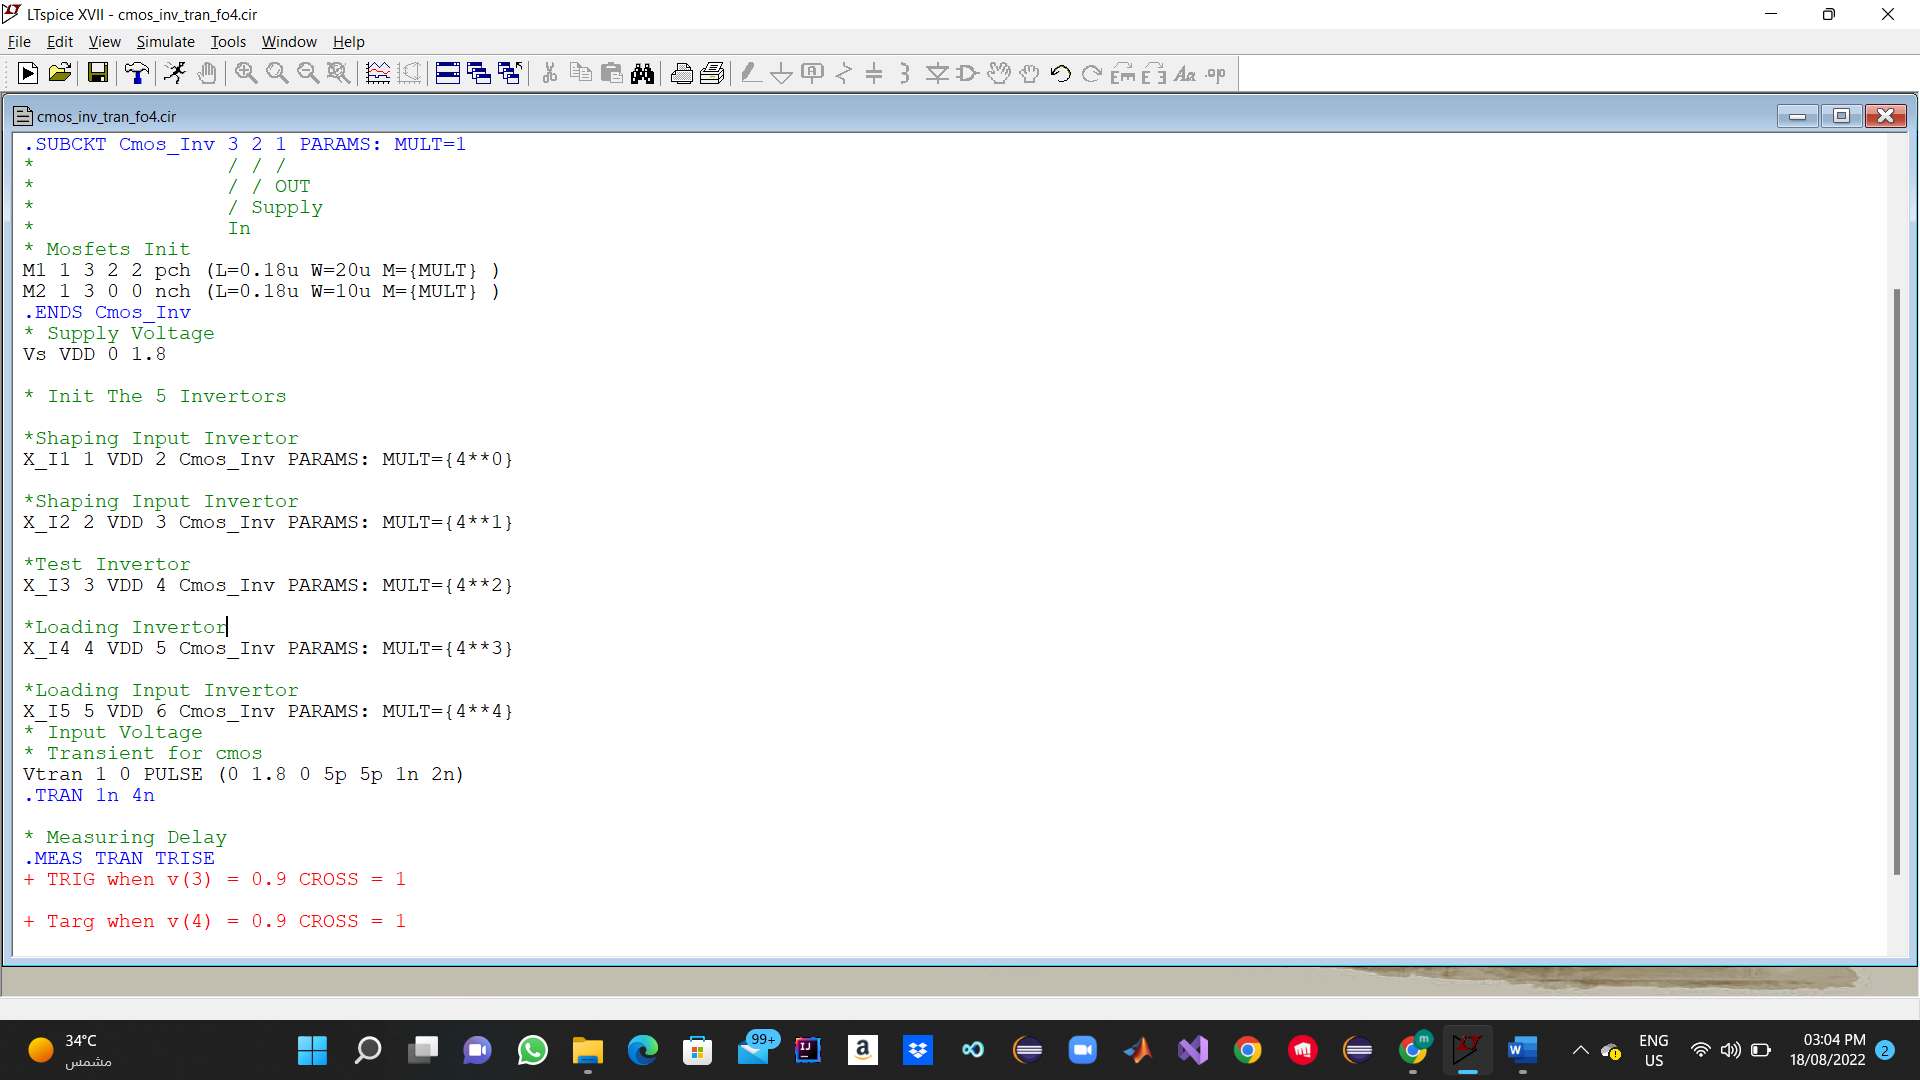 LTspice XVII - cmos_inv_tran_fo4.cir
File Edit View Simulate Tools Window Help
cmos_inv_tran_fo4.cir
.SUBCKT Cmos_Inv 3 2 1 PARAMS: MULT=1
* / / /
* / / OUT
* / Supply
* In
* Mosfets Init
M1 1 3 2 2 pch (L=0.18u W=20u M={MULT} )
M2 1 3 0 0 nch (L=0.18u W=10u M={MULT} )
.ENDS Cmos_Inv
* Supply Voltage
Vs VDD 0 1.8
* Init The 5 Invertors
*Shaping Input Invertor
X_I1 1 VDD 2 Cmos_Inv PARAMS: MULT={4**0}
*Shaping Input Invertor
X_I2 2 VDD 3 Cmos_Inv PARAMS: MULT={4**1}
*Test Invertor
X_I3 3 VDD 4 Cmos_Inv PARAMS: MULT={4**2}
*Loading Invertor
X_I4 4 VDD 5 Cmos_Inv PARAMS: MULT={4**3}
*Loading Input Invertor
X_I5 5 VDD 6 Cmos_Inv PARAMS: MULT={4**4}
* Input Voltage
* Transient for cmos
Vtran 1 0 PULSE (0 1.8 0 5p 5p 1n 2n)
.TRAN 1n 4n
* Measuring Delay
.MEAS TRAN TRISE
+ TRIG when v(3) = 0.9 CROSS = 1
+ Targ when v(4) = 0.9 CROSS = 1
34°C
مشمس
99+
ENG
US
03:04 PM
18/08/2022
2